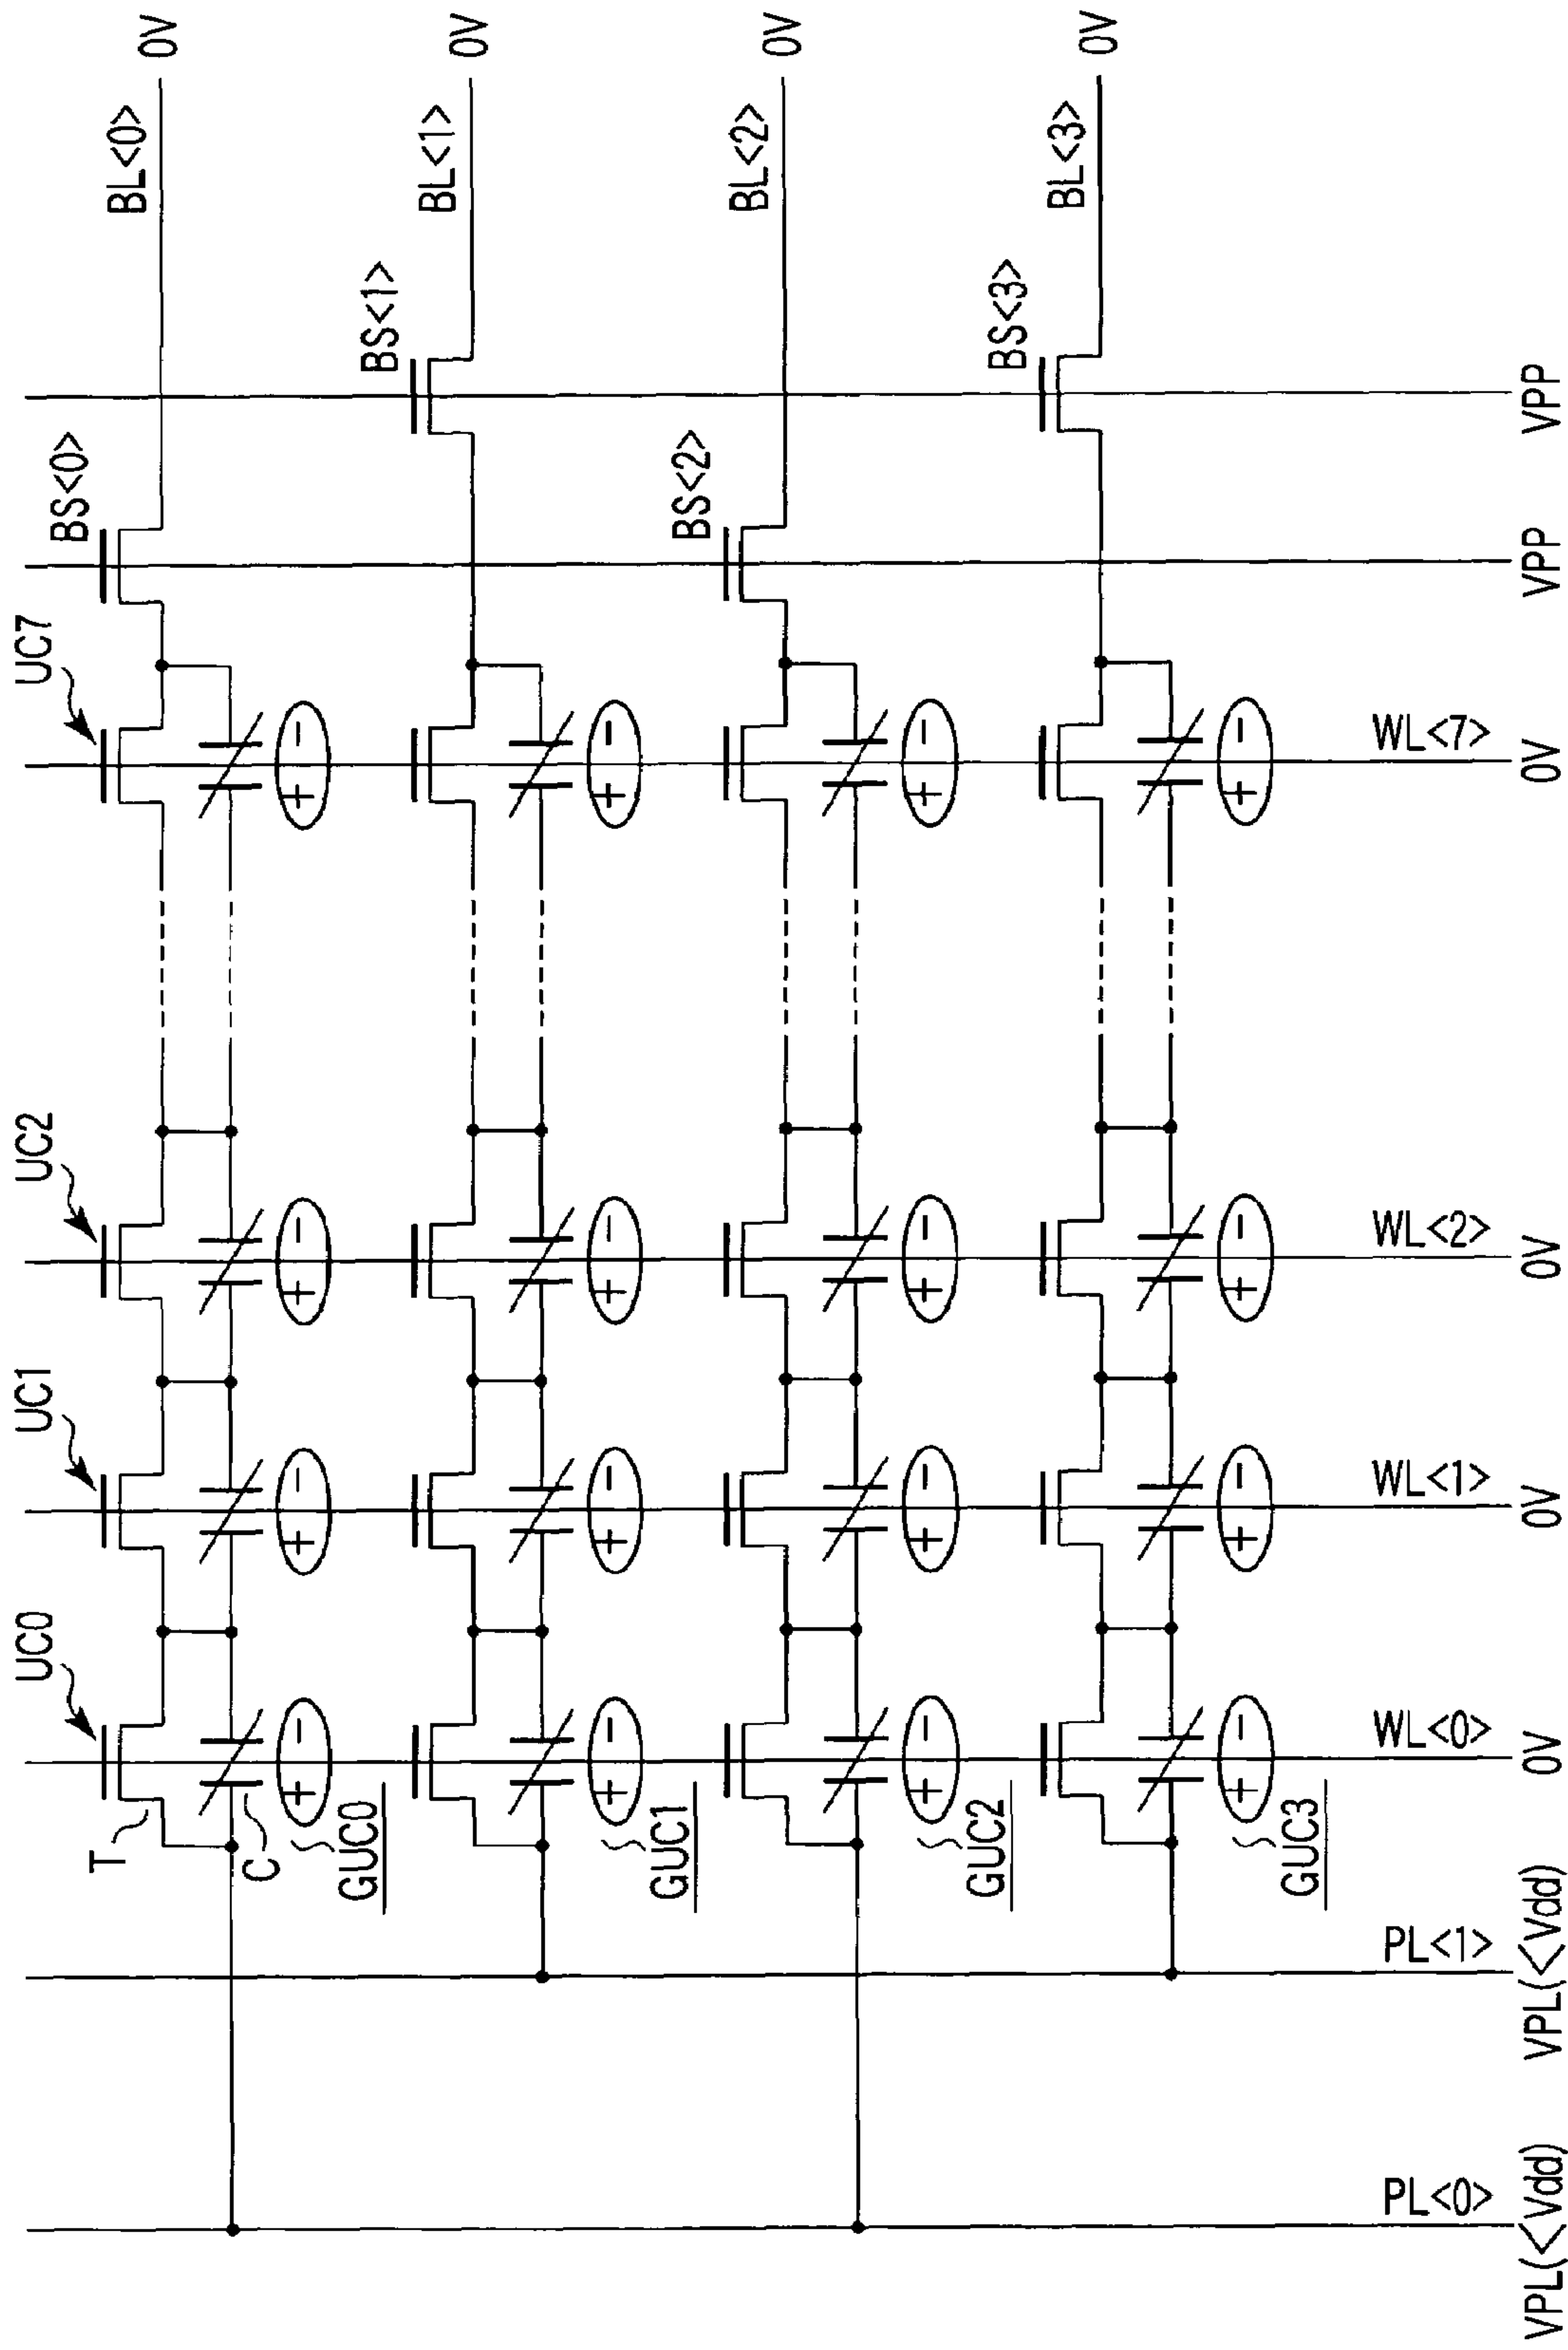 UC0 UC1 UC2 UC7
BS<0>
T
BL<0>
0V
C
+ − + − + − + −
GUC0
BS<1>
BL<1>
0V
+ − + − + − + −
GUC1
BS<2>
BL<2>
0V
+ − + − + − + −
GUC2
BS<3>
BL<3>
0V
+ − + − + − + −
GUC3
PL<0> PL<1> WL<0> WL<1> WL<2> WL<7>
VPL(<Vdd) VPL(<Vdd) 0V 0V 0V 0V VPP VPP